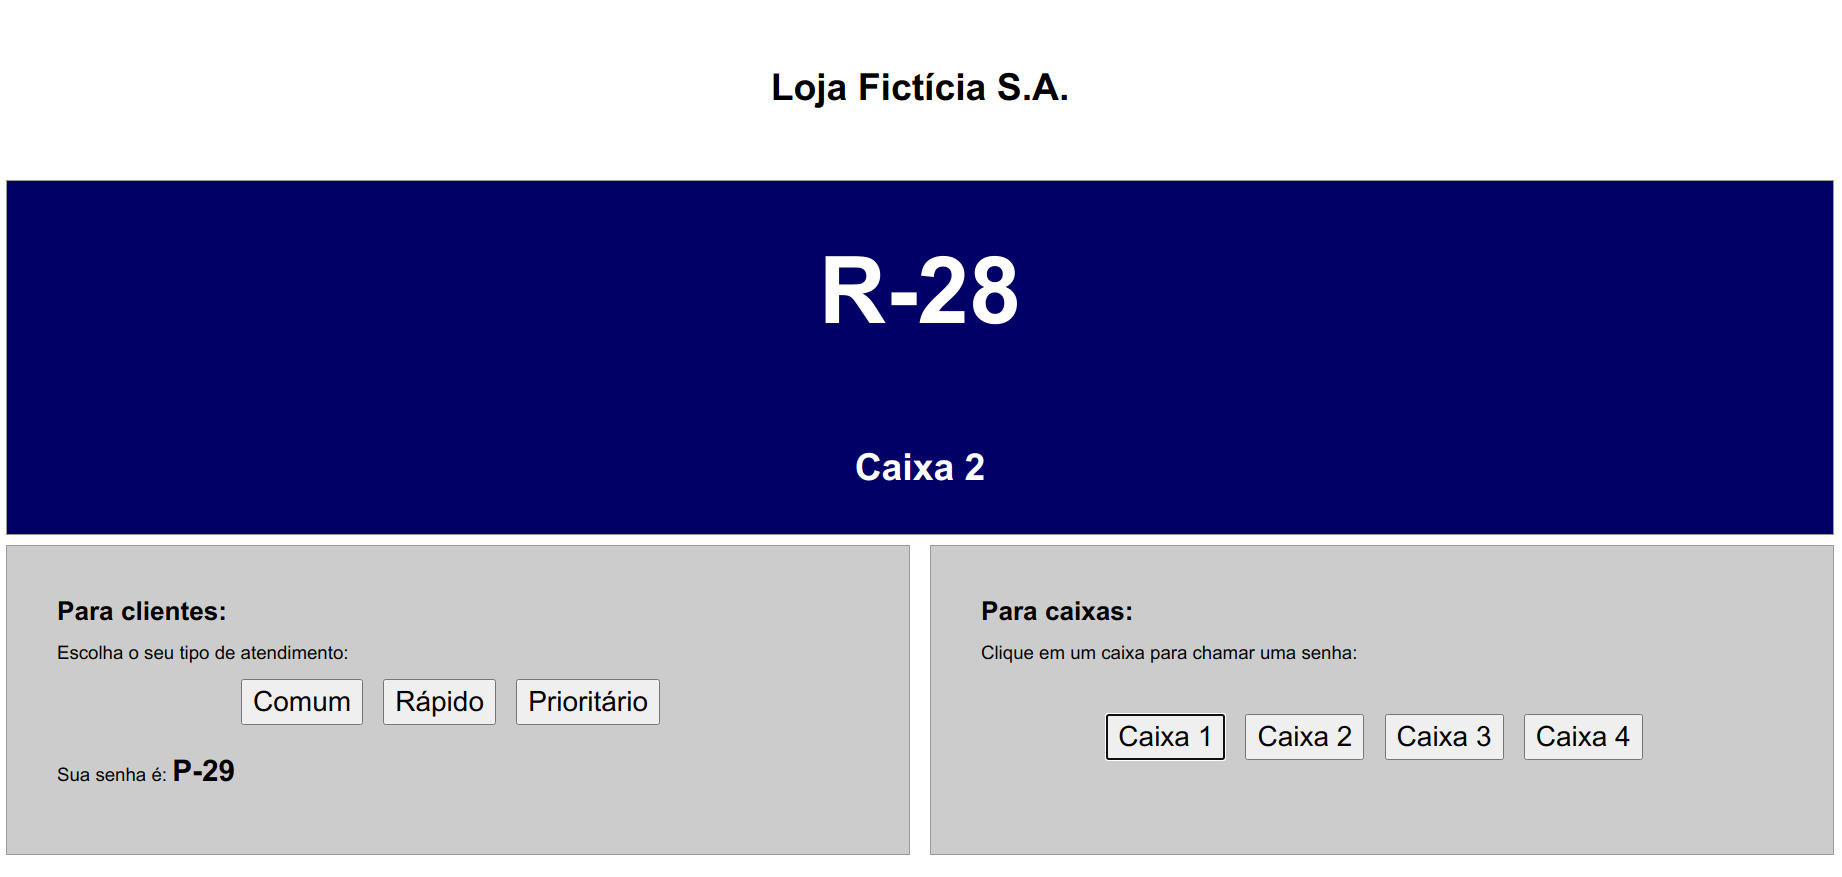 Loja Fictícia S.A.
R-28
Caixa 2
Para clientes:
Escolha o seu tipo de atendimento:
Comum Rápido Prioritário
Sua senha é: P-29
Para caixas:
Clique em um caixa para chamar uma senha:
Caixa 1 Caixa 2 Caixa 3 Caixa 4